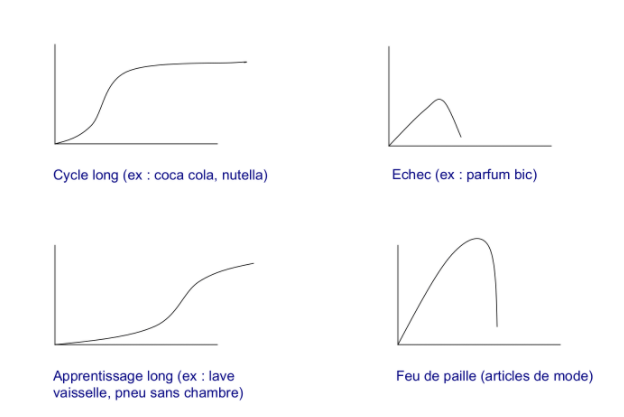 Cycle long (ex : coca cola, nutella)
Echec (ex : parfum bic)
Apprentissage long (ex : lave
vaisselle, pneu sans chambre)
Feu de paille (articles de mode)